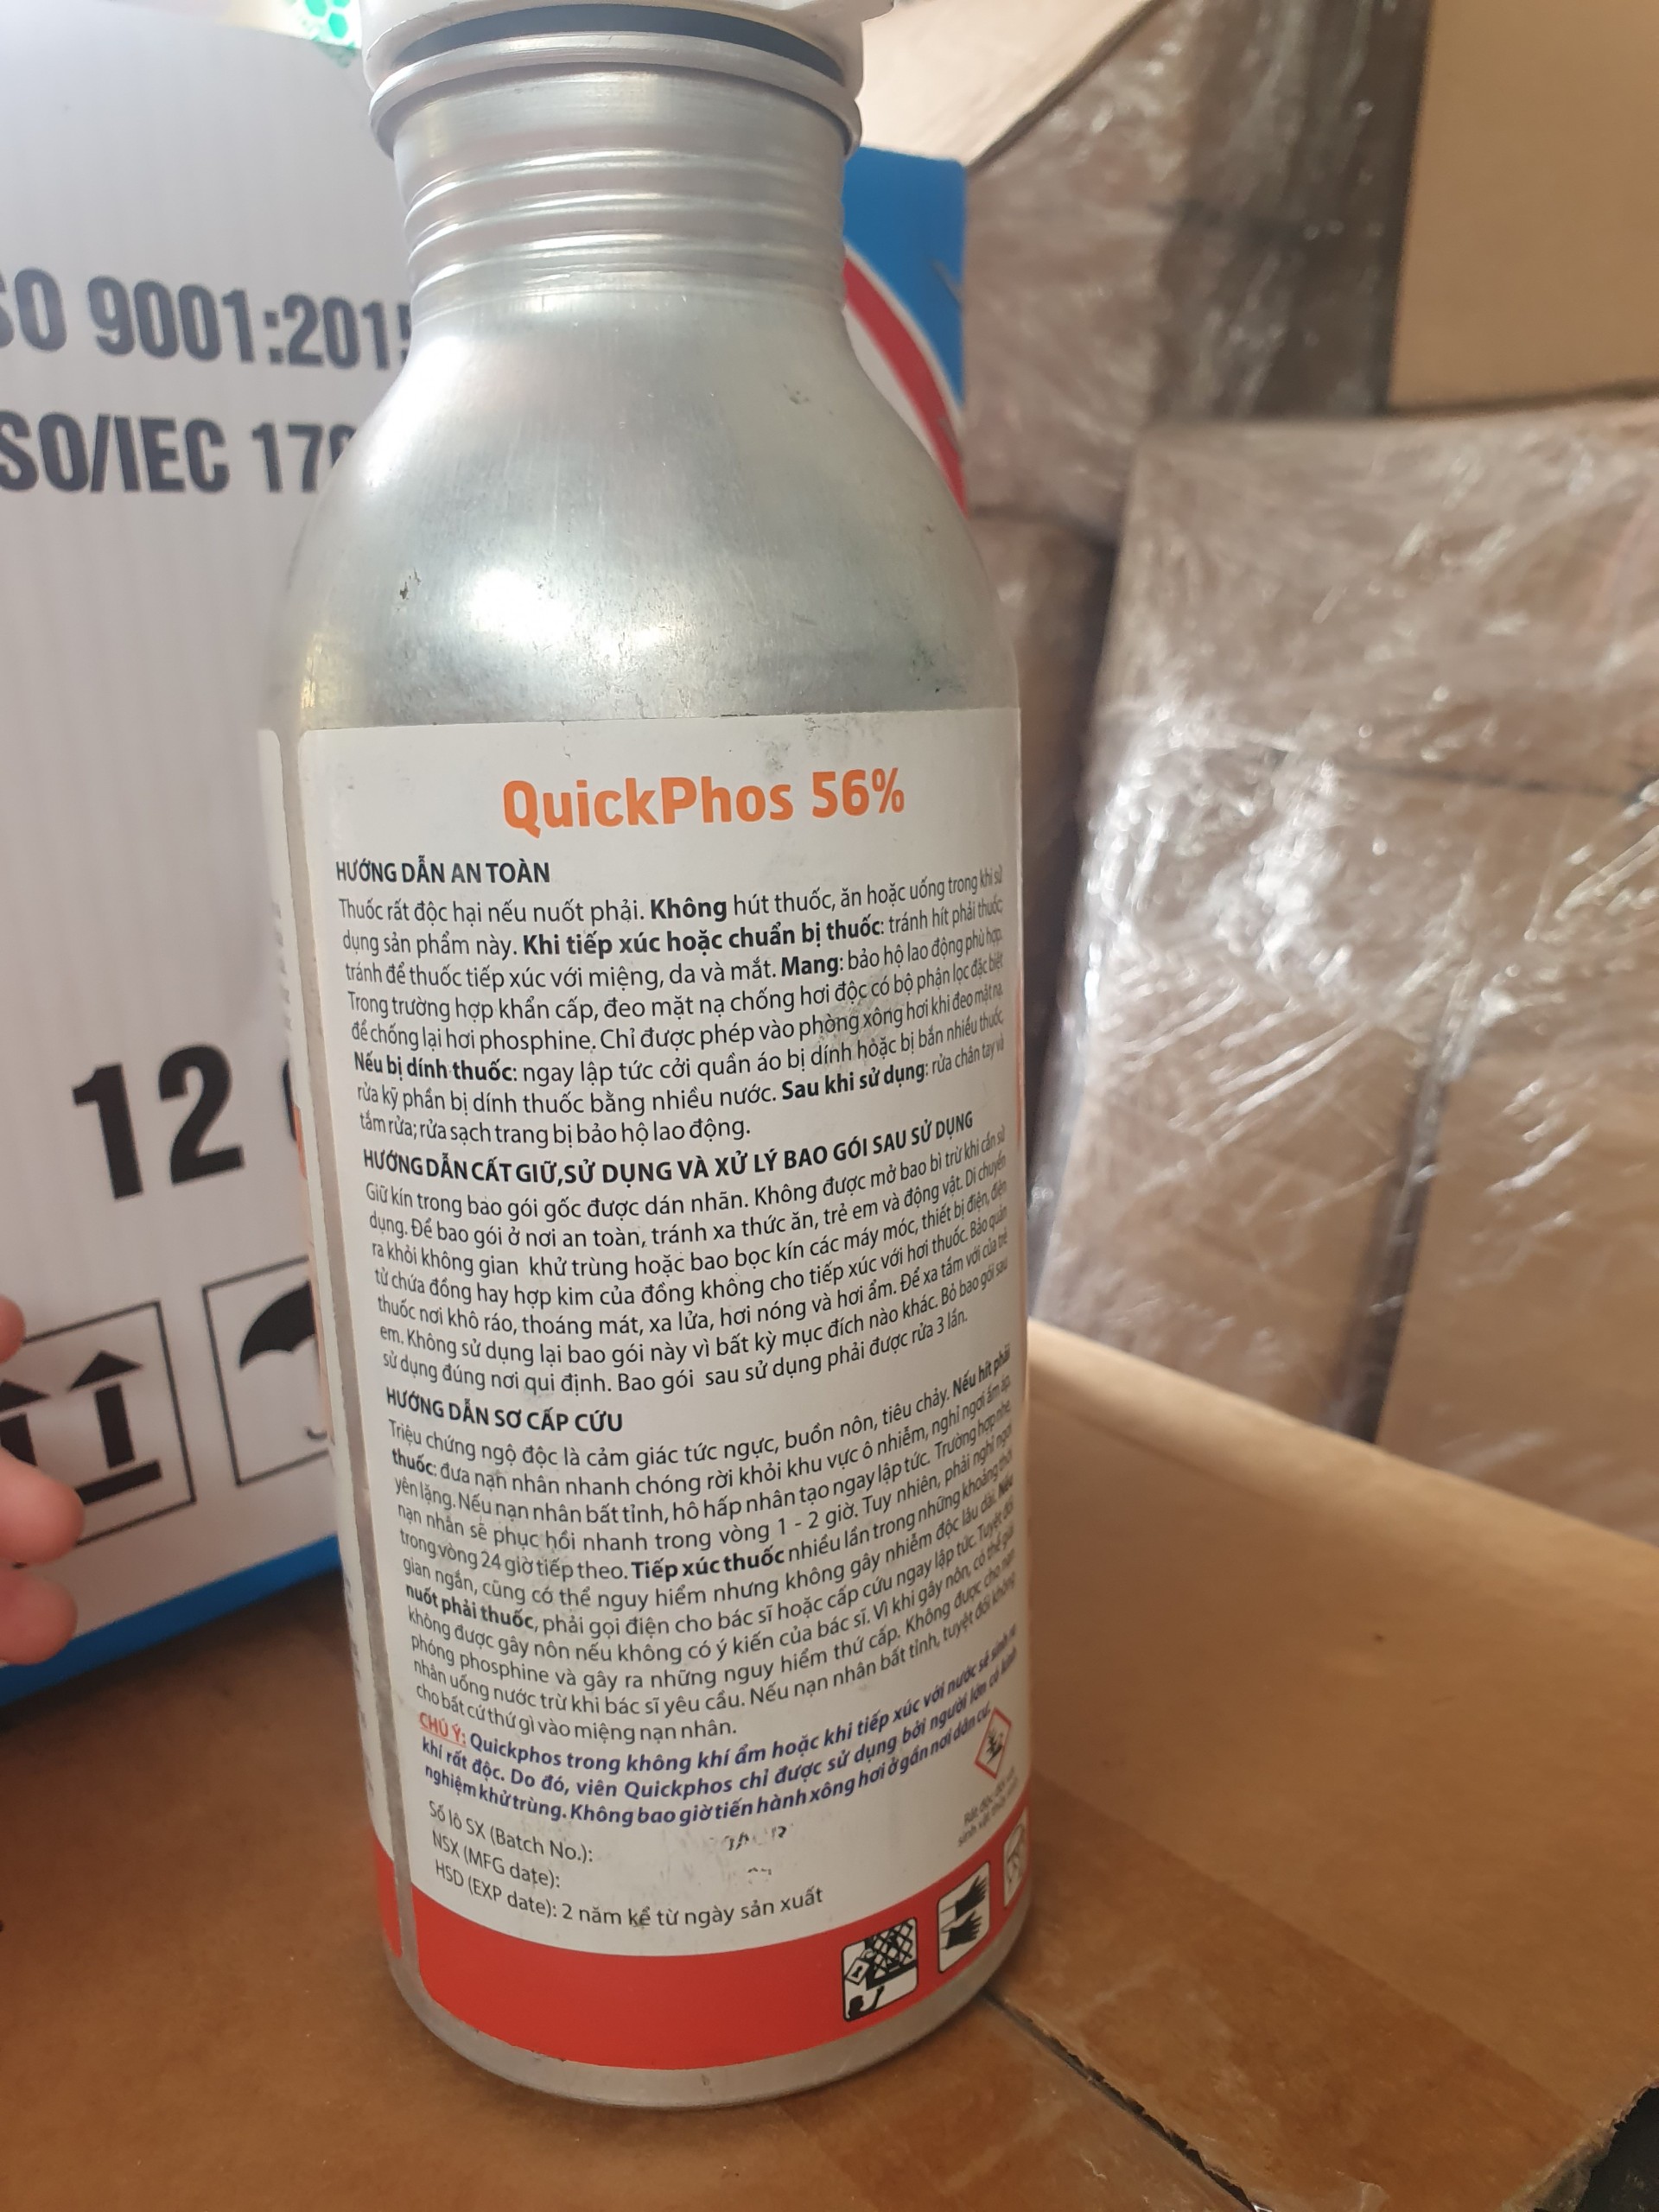 ISO 9001:2015
ISO/IEC 170
12
QuickPhos 56%
HƯỚNG DẪN AN TOÀN
Thuốc rất độc hại nếu nuốt phải. Không hút thuốc, ăn hoặc uống trong khi sử
dụng sản phẩm này. Khi tiếp xúc hoặc chuẩn bị thuốc: tránh hít phải thuốc;
tránh để thuốc tiếp xúc với miệng, da và mắt. Mang: bảo hộ lao động phù hợp.
Trong trường hợp khẩn cấp, đeo mặt nạ chống hơi độc có bộ phận lọc đặc biệt
để chống lại hơi phosphine. Chỉ được phép vào phòng xông hơi khi đeo mặt nạ.
Nếu bị dính thuốc: ngay lập tức cởi quần áo bị dính hoặc bị bắn nhiều thuốc,
rửa kỹ phần bị dính thuốc bằng nhiều nước. Sau khi sử dụng: rửa chân tay và
tắm rửa; rửa sạch trang bị bảo hộ lao động.
HƯỚNG DẪN CẤT GIỮ,SỬ DỤNG VÀ XỬ LÝ BAO GÓI SAU SỬ DỤNG
Giữ kín trong bao gói gốc được dán nhãn. Không được mở bao bì trừ khi cần sử
dụng. Để bao gói ở nơi an toàn, tránh xa thức ăn, trẻ em và động vật. Di chuyển
ra khỏi không gian khử trùng hoặc bao bọc kín các máy móc, thiết bị điện, điện
tử chứa đồng hay hợp kim của đồng không cho tiếp xúc với hơi thuốc. Bảo quản
thuốc nơi khô ráo, thoáng mát, xa lửa, hơi nóng và hơi ẩm. Để xa tầm với của trẻ
em. Không sử dụng lại bao gói này vì bất kỳ mục đích nào khác. Bỏ bao gói sau
sử dụng đúng nơi qui định. Bao gói sau sử dụng phải được rửa 3 lần.
HƯỚNG DẪN SƠ CẤP CỨU
Triệu chứng ngộ độc là cảm giác tức ngực, buồn nôn, tiêu chảy. Nếu hít phải
thuốc: đưa nạn nhân nhanh chóng rời khỏi khu vực ô nhiễm, nghỉ ngơi ấm áp,
yên lặng. Nếu nạn nhân bất tỉnh, hô hấp nhân tạo ngay lập tức. Trường hợp nhẹ,
nạn nhân sẽ phục hồi nhanh trong vòng 1 - 2 giờ. Tuy nhiên, phải nghỉ ngơi
trong vòng 24 giờ tiếp theo. Tiếp xúc thuốc nhiều lần trong những khoảng thời
gian ngắn, cũng có thể nguy hiểm nhưng không gây nhiễm độc lâu dài. Nếu
nuốt phải thuốc, phải gọi điện cho bác sĩ hoặc cấp cứu ngay lập tức. Tuyệt đối
không được gây nôn nếu không có ý kiến của bác sĩ. Vì khi gây nôn, có thể giải
phóng phosphine và gây ra những nguy hiểm thứ cấp. Không được cho nạn
nhân uống nước trừ khi bác sĩ yêu cầu. Nếu nạn nhân bất tỉnh, tuyệt đối không
cho bất cứ thứ gì vào miệng nạn nhân.
CHÚ Ý: Quickphos trong không khí ẩm hoặc khi tiếp xúc với nước sẽ sinh ra
khí rất độc. Do đó, viên Quickphos chỉ được sử dụng bởi người lớn có kinh
nghiệm khử trùng. Không bao giờ tiến hành xông hơi ở gần nơi dân cư.
Rất độc đối với
sinh vật thủy sinh
Số lô SX (Batch No.):
NSX (MFG date):
HSD (EXP date): 2 năm kể từ ngày sản xuất